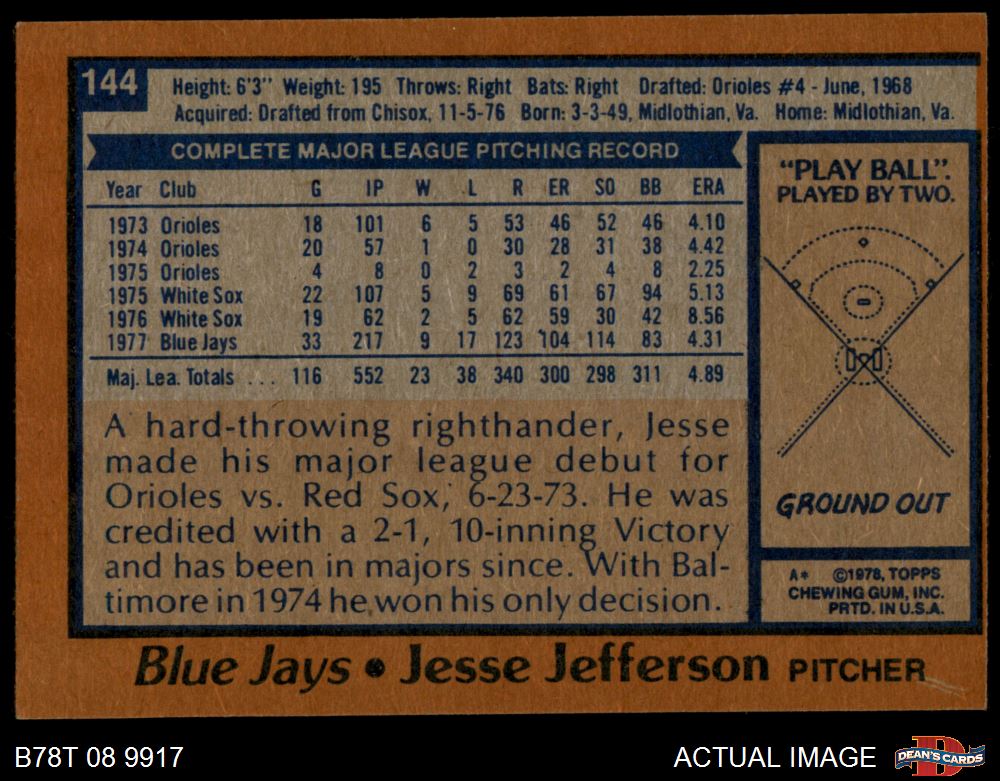 144
Height: 6'3" Weight: 195 Throws: Right Bats: Right Drafted: Orioles #4 - June, 1968
Acquired: Drafted from Chisox, 11-5-76 Born: 3-3-49, Midlothian, Va. Home: Midlothian, Va.
COMPLETE MAJOR LEAGUE PITCHING RECORD
Year Club G IP W L R ER SO BB ERA
1973 Orioles 18 101 6 5 53 46 52 46 4.10
1974 Orioles 20 57 1 0 30 28 31 38 4.42
1975 Orioles 4 8 0 2 3 2 4 8 2.25
1975 White Sox 22 107 5 9 69 61 67 94 5.13
1976 White Sox 19 62 2 5 62 59 30 42 8.56
1977 Blue Jays 33 217 9 17 123 104 114 83 4.31
Maj. Lea. Totals ... 116 552 23 38 340 300 298 311 4.89
A hard-throwing righthander, Jesse
made his major league debut for
Orioles vs. Red Sox, 6-23-73. He was
credited with a 2-1, 10-inning Victory
and has been in majors since. With Bal-
timore in 1974 he won his only decision.
"PLAY BALL".
PLAYED BY TWO.
GROUND OUT
A* ©1978, TOPPS
CHEWING GUM, INC.
PRTD. IN U.S.A.
Blue Jays • Jesse Jefferson PITCHER
B78T 08 9917
ACTUAL IMAGE
D
DEAN'S CARDS